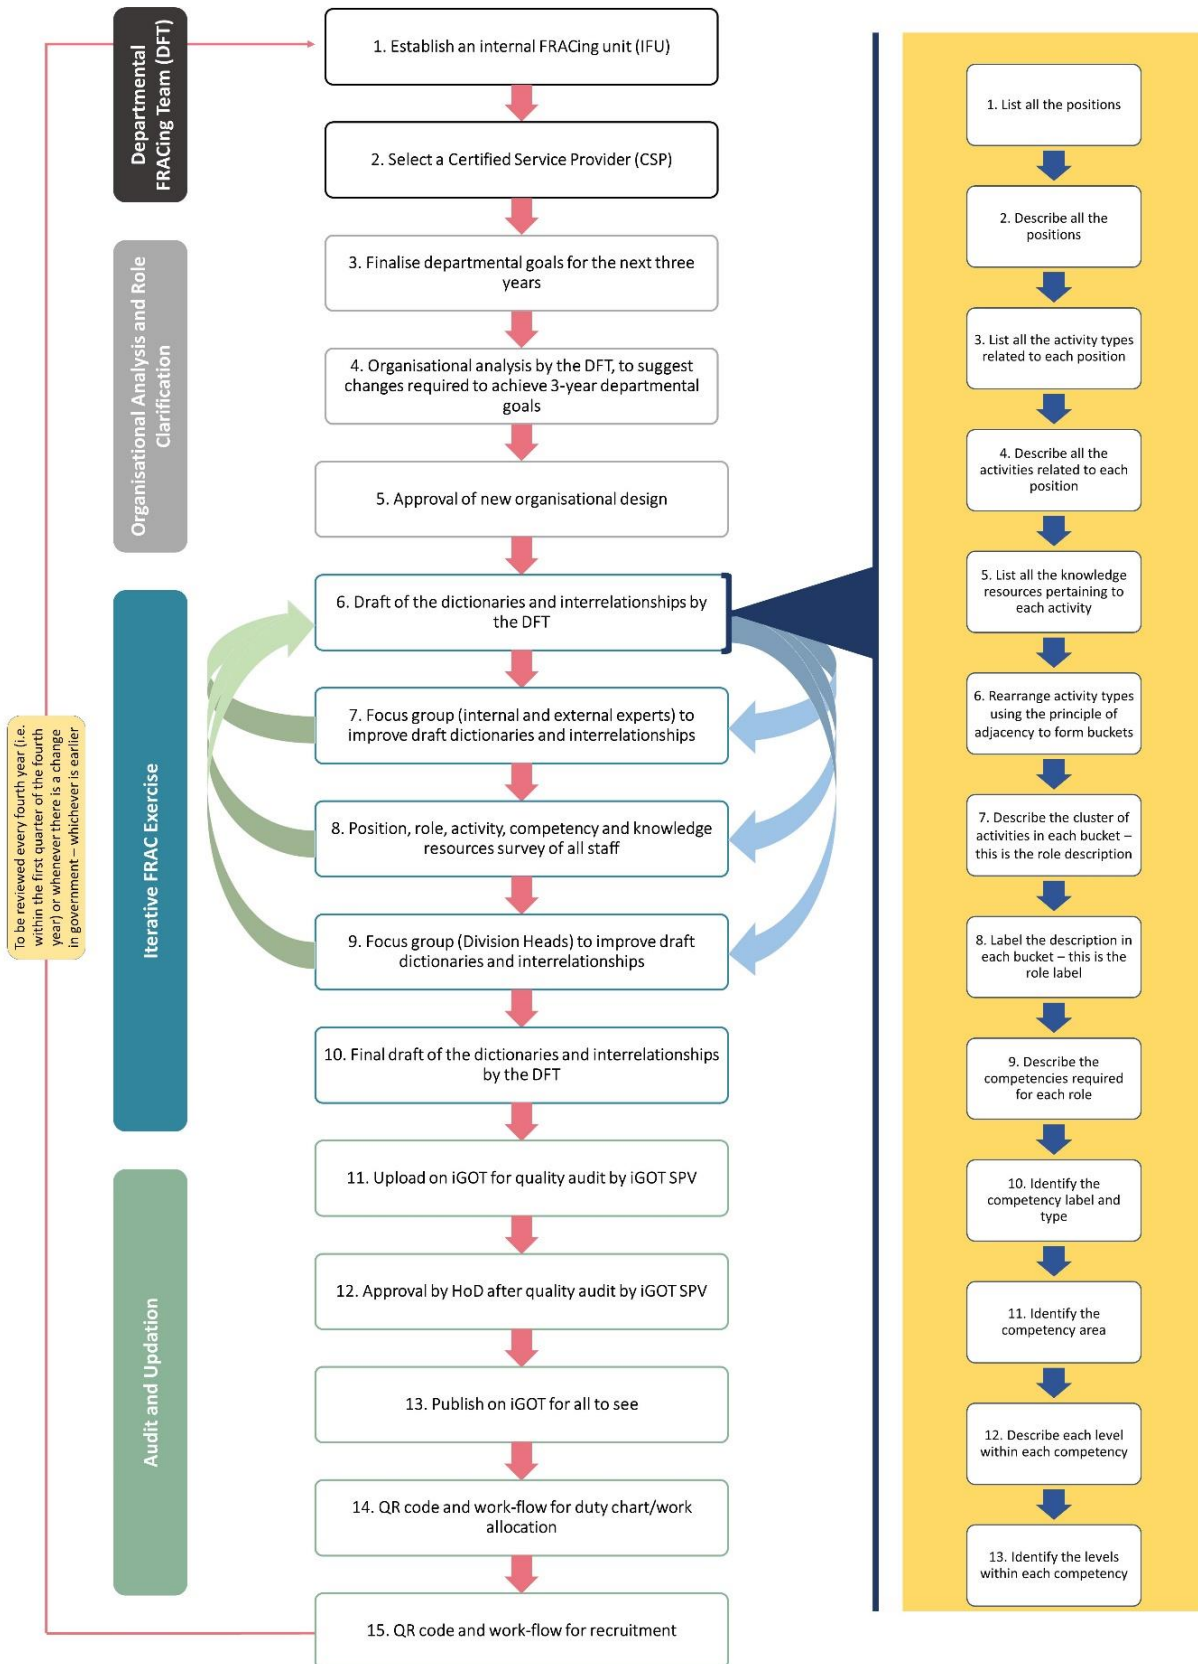 Departmental
FRACing Team (DFT)
1. Establish an internal FRACing unit (IFU)
2. Select a Certified Service Provider (CSP)
Organisational Analysis and Role
Clarification
3. Finalise departmental goals for the next three
years
4. Organisational analysis by the DFT, to suggest
changes required to achieve 3-year departmental
goals
5. Approval of new organisational design
Iterative FRAC Exercise
6. Draft of the dictionaries and interrelationships by
the DFT
7. Focus group (internal and external experts) to
improve draft dictionaries and interrelationships
8. Position, role, activity, competency and knowledge
resources survey of all staff
9. Focus group (Division Heads) to improve draft
dictionaries and interrelationships
10. Final draft of the dictionaries and interrelationships
by the DFT
Audit and Updation
11. Upload on iGOT for quality audit by iGOT SPV
12. Approval by HoD after quality audit by iGOT SPV
13. Publish on iGOT for all to see
14. QR code and work-flow for duty chart/work
allocation
15. QR code and work-flow for recruitment
To be reviewed every fourth year (i.e.
within the first quarter of the fourth
year) or whenever there is a change
in government – whichever is earlier
1. List all the positions
2. Describe all the
positions
3. List all the activity types
related to each position
4. Describe all the
activities related to each
position
5. List all the knowledge
resources pertaining to
each activity
6. Rearrange activity types
using the principle of
adjacency to form buckets
7. Describe the cluster of
activities in each bucket –
this is the role description
8. Label the description in
each bucket – this is the
role label
9. Describe the
competencies required
for each role
10. Identify the
competency label and
type
11. Identify the
competency area
12. Describe each level
within each competency
13. Identify the levels
within each competency